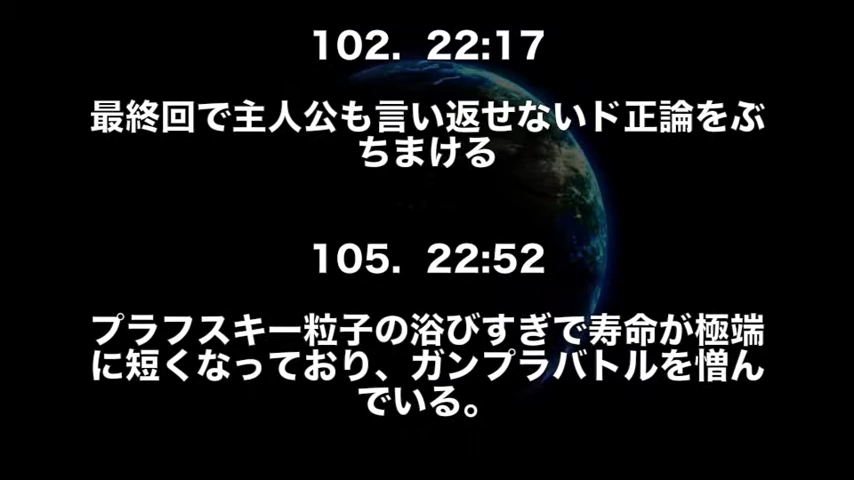 102. 22:17
最終回で主人公も言い返せないド正論をぶ
ちまける
105. 22:52
プラフスキー粒子の浴びすぎで寿命が極端
に短くなっており、ガンプラバトルを憎ん
でいる。